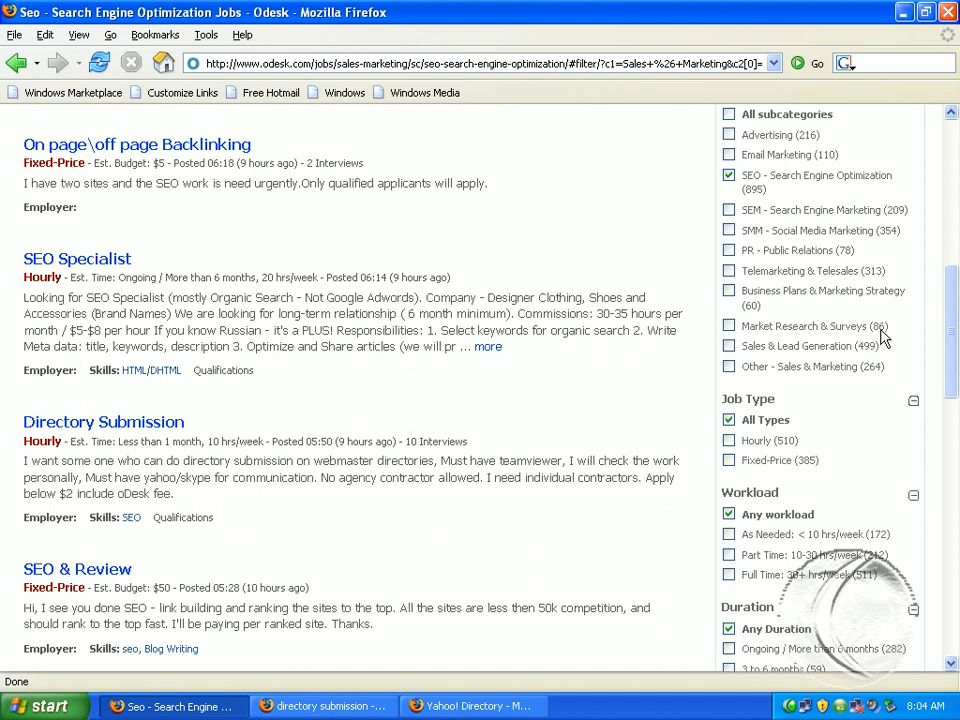 Seo - Search Engine Optimization Jobs - Odesk - Mozilla Firefox
File Edit View Go Bookmarks Tools Help
http://www.odesk.com/jobs/sales-marketing/sc/seo-search-engine-optimization/#filter/?c1=Sales+%26+Marketing&c2[0]=
Go
G
Windows Marketplace Customize Links Free Hotmail Windows Windows Media
On page\off page Backlinking
Fixed-Price - Est. Budget: $5 - Posted 06:18 (9 hours ago) - 2 Interviews
I have two sites and the SEO work is need urgently.Only qualified applicants will apply.
Employer:
SEO Specialist
Hourly - Est. Time: Ongoing / More than 6 months, 20 hrs/week - Posted 06:14 (9 hours ago)
Looking for SEO Specialist (mostly Organic Search - Not Google Adwords). Company - Designer Clothing, Shoes and
Accessories (Brand Names) We are looking for long-term relationship ( 6 month minimum). Commissions: 30-35 hours per
month / $5-$8 per hour If you know Russian - it's a PLUS! Responsibilities: 1. Select keywords for organic search 2. Write
Meta data: title, keywords, description 3. Optimize and Share articles (we will pr ... more
Employer: Skills: HTML/DHTML Qualifications
Directory Submission
Hourly - Est. Time: Less than 1 month, 10 hrs/week - Posted 05:50 (9 hours ago) - 10 Interviews
I want some one who can do directory submission on webmaster directories, Must have teamviewer, I will check the work
personally, Must have yahoo/skype for communication. No agency contractor allowed. I need individual contractors. Apply
below $2 include oDesk fee.
Employer: Skills: SEO Qualifications
SEO & Review
Fixed-Price - Est. Budget: $50 - Posted 05:28 (10 hours ago)
Hi, I see you done SEO - link building and ranking the sites to the top. All the sites are less then 50k competition, and
should rank to the top fast. I'll be paying per ranked site. Thanks.
Employer: Skills: seo, Blog Writing
All subcategories
Advertising (216)
Email Marketing (110)
SEO - Search Engine Optimization
(895)
SEM - Search Engine Marketing (209)
SMM - Social Media Marketing (354)
PR - Public Relations (78)
Telemarketing & Telesales (313)
Business Plans & Marketing Strategy
(60)
Market Research & Surveys (86)
Sales & Lead Generation (499)
Other - Sales & Marketing (264)
Job Type
All Types
Hourly (510)
Fixed-Price (385)
Workload
Any workload
As Needed: < 10 hrs/week (172)
Part Time: 10-30 hrs/week (212)
Full Time: 30+ hrs/week (511)
Duration
Any Duration
Ongoing / More than 6 months (282)
3 to 6 months (59)
Done
start Seo - Search Engine ... directory submission -... Yahoo! Directory - M... 8:04 AM